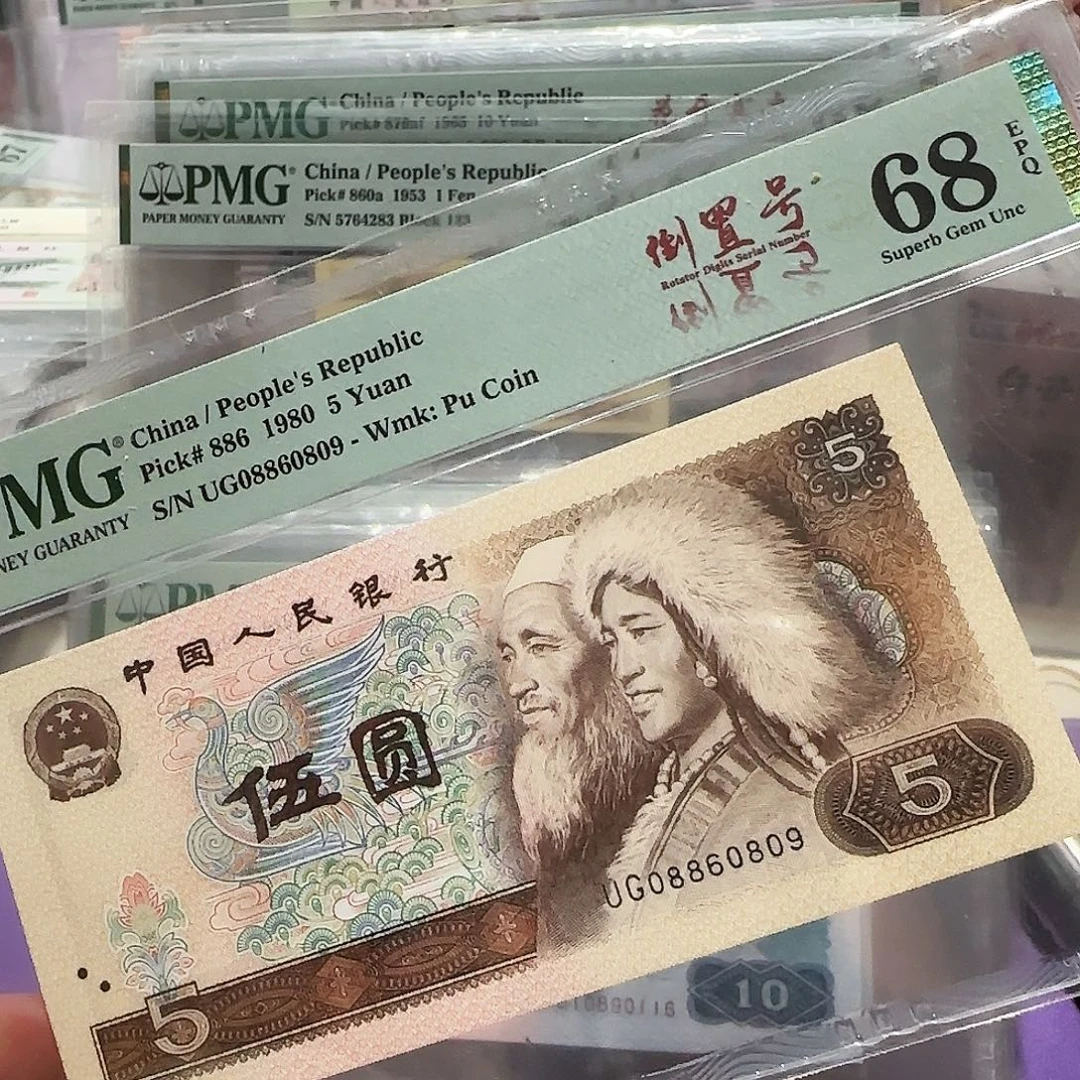 PMG China / People's Republic
Pick# 1965 10 Yuan
PMG
PAPER MONEY GUARANTY
China / People's Republic
Pick# 860a 1953 1 Fen
S/N 5764283 Block 123
MG
NEY GUARANTY
China / People's Republic
Pick# 886 1980 5 Yuan
S/N UG08860809 - Wmk: Pu Coin
倒置号
Rotator Digits Serial Number
68
EPQ
Superb Gem Unc
中国人民银行
5
伍圆
5
UG08860809
5
10